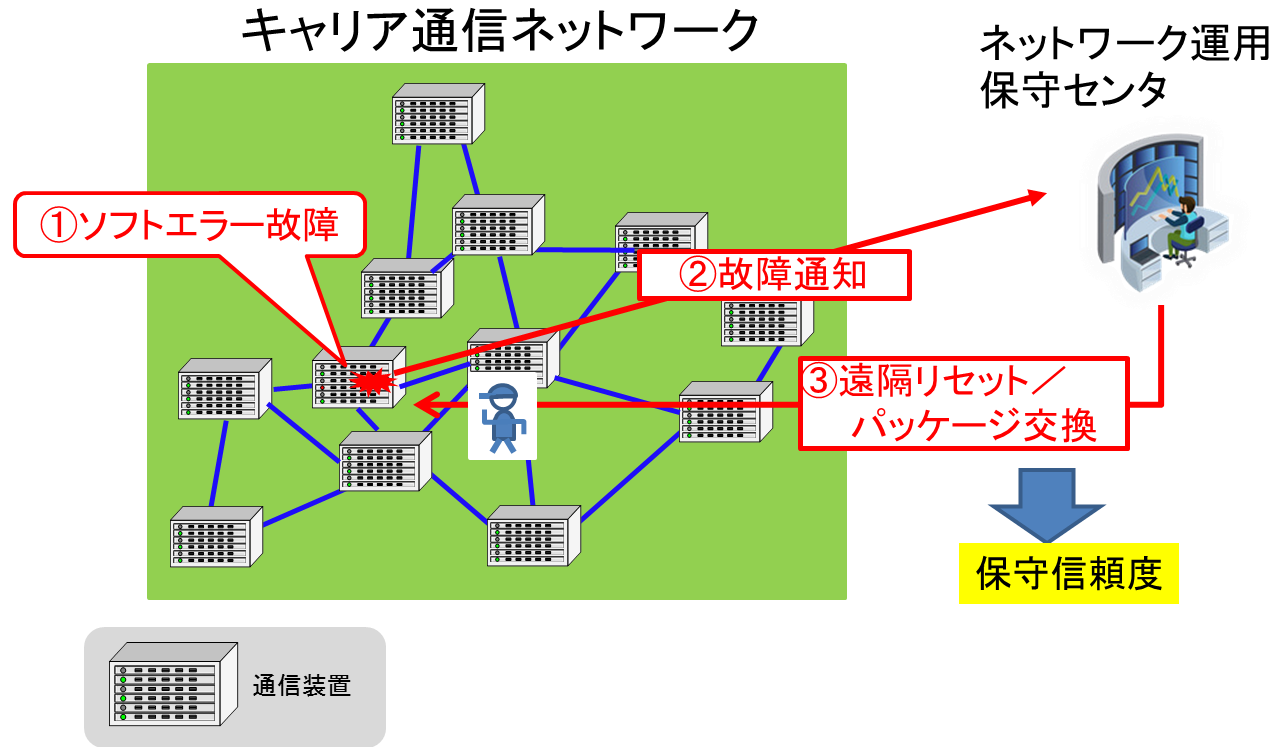 キャリア通信ネットワーク
ネットワーク運用
保守センタ
①ソフトエラー故障
②故障通知
③遠隔リセット／
パッケージ交換
保守信頼度
通信装置